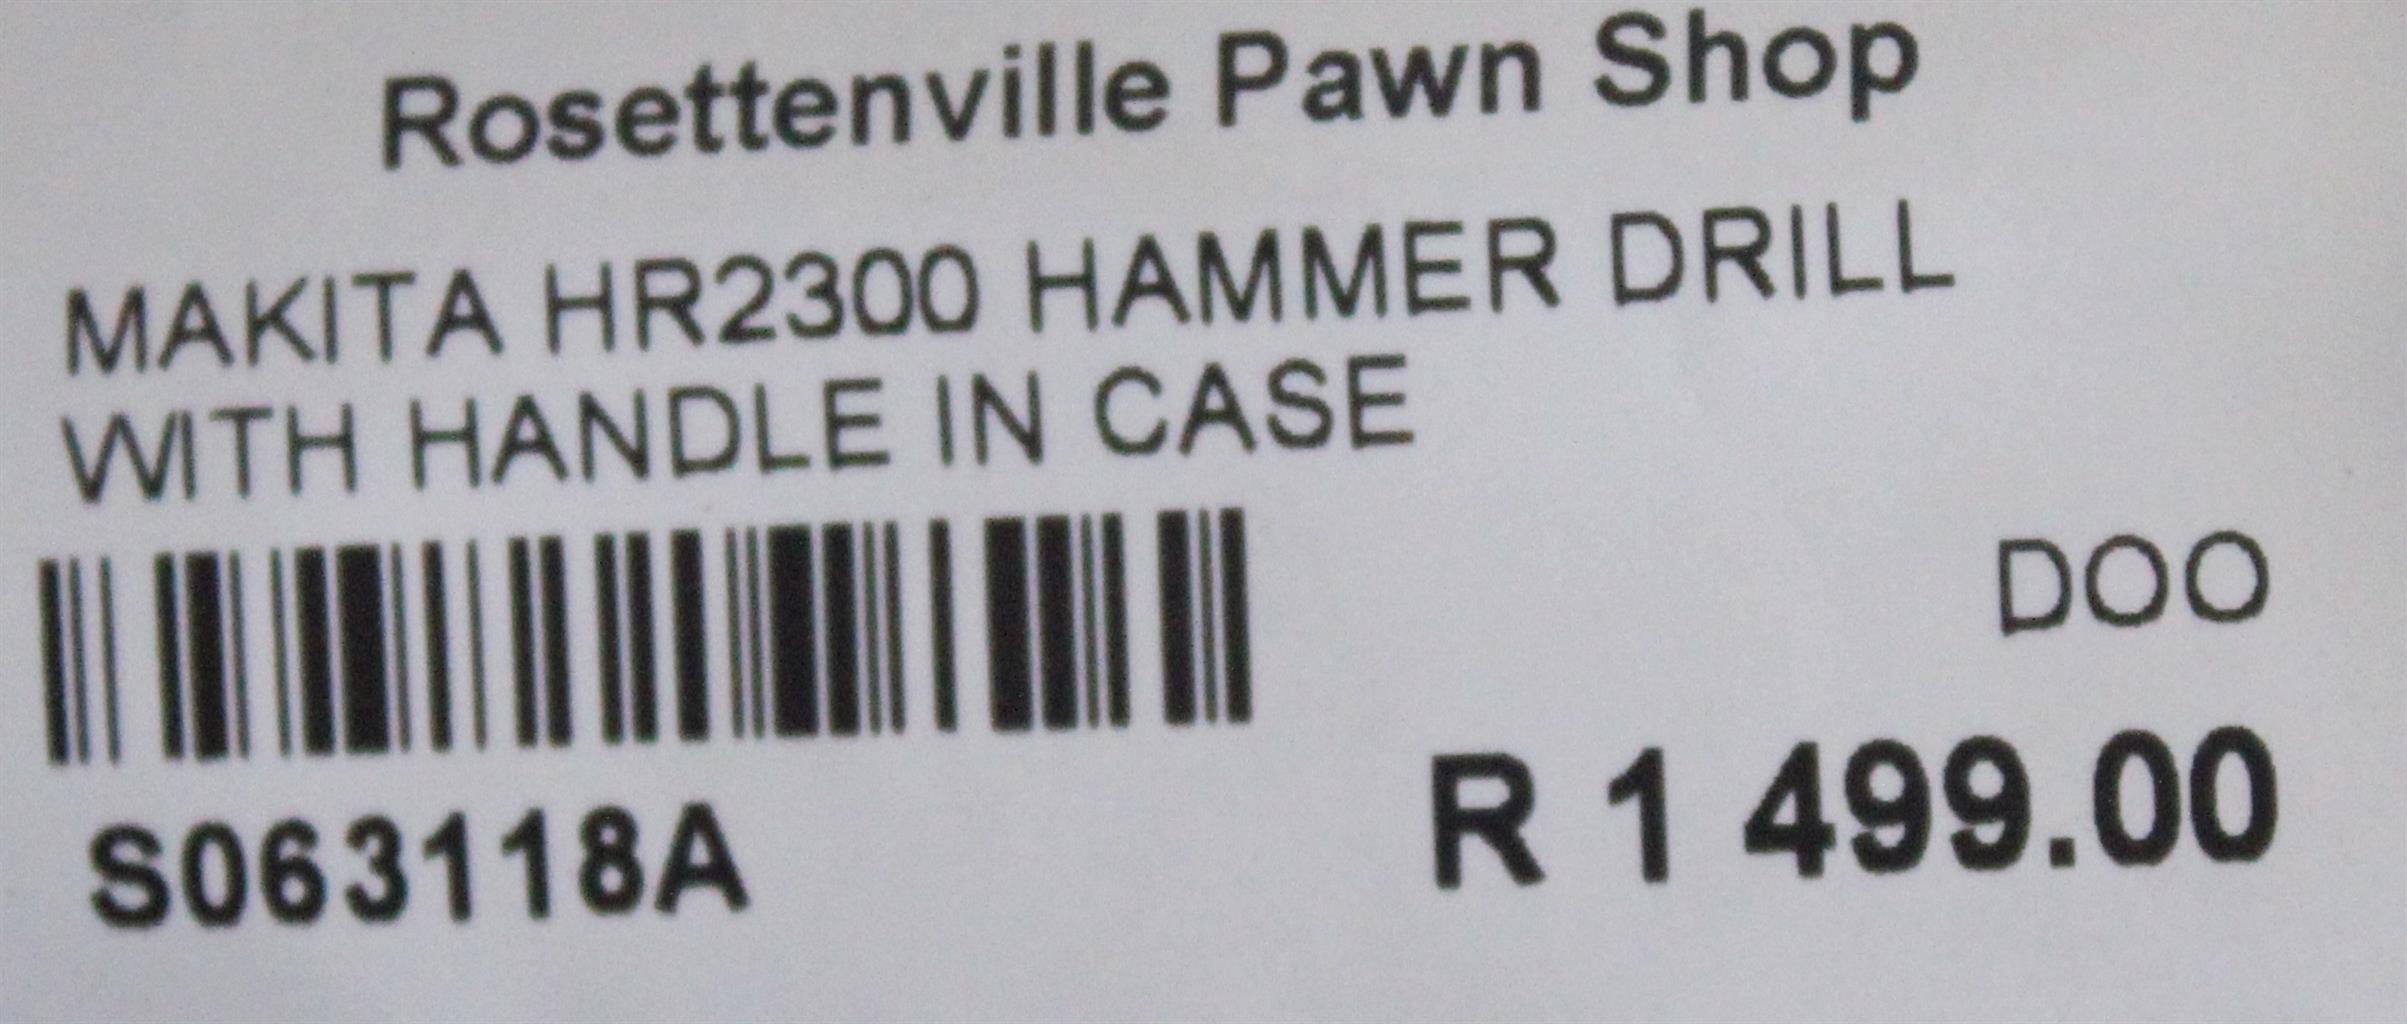 Rosettenville Pawn Shop
MAKITA HR2300 HAMMER DRILL
WITH HANDLE IN CASE
DOO
S063118A
R 1 499.00